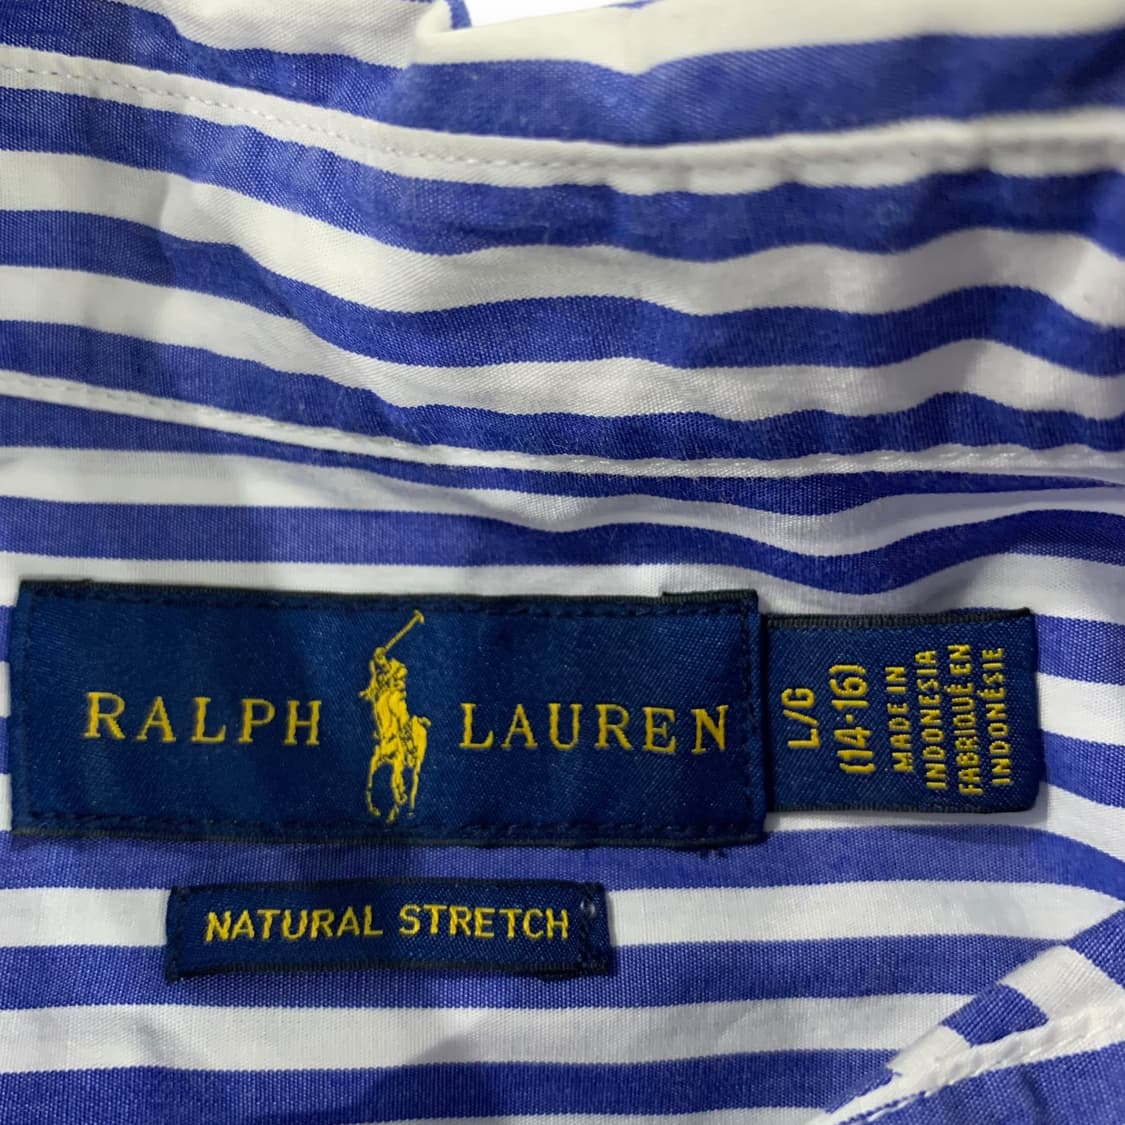 RALPH LAUREN
L/G
(14-16)
MADE IN
INDONESIA
FABRIQUÉ EN
INDONÉSIE
NATURAL STRETCH